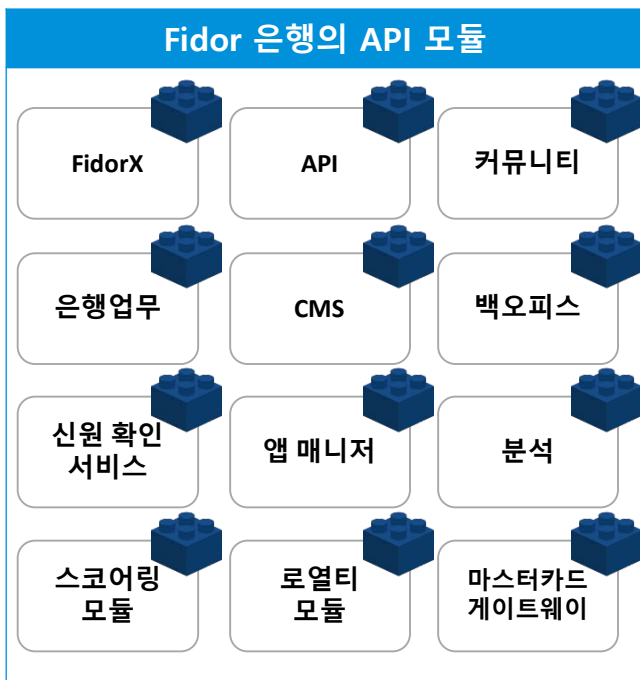 Fidor 은행의 API 모듈
FidorX
API
커뮤니티
은행업무
CMS
백오피스
신원 확인
서비스
앱 매니저
분석
스코어링
모듈
로열티
모듈
마스터카드
게이트웨이